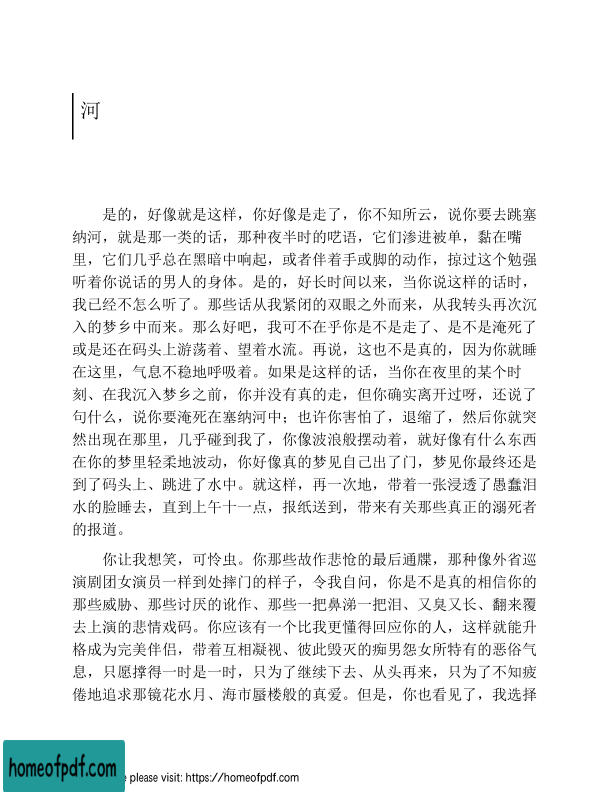 河
是的，好像就是这样，你好像是走了，你不知所云，说你要去跳塞
纳河，就是那一类的话，那种夜半时的呓语，它们渗进被单，黏在嘴
里，它们几乎总在黑暗中响起，或者伴着手或脚的动作，掠过这个勉强
听着你说话的男人的身体。是的，好长时间以来，当你说这样的话时，
我已经不怎么听了。那些话从我紧闭的双眼之外而来，从我转头再次沉
入的梦乡中而来。那么好吧，我可不在乎你是不是走了、是不是淹死了
或是还在码头上游荡着、望着水流。再说，这也不是真的，因为你就睡
在这里，气息不稳地呼吸着。如果是这样的话，当你在夜里的某个时
刻、在我沉入梦乡之前，你并没有真的走，但你确实离开过呀，还说了
句什么，说你要淹死在塞纳河中；也许你害怕了，退缩了，然后你就突
然出现在那里，几乎碰到我了，你像波浪般摆动着，就好像有什么东西
在你的梦里轻柔地波动，你好像真的梦见自己出了门，梦见你最终还是
到了码头上、跳进了水中。就这样，再一次地，带着一张浸透了愚蠢泪
水的脸睡去，直到上午十一点，报纸送到，带来有关那些真正的溺死者
的报道。
你让我想笑，可怜虫。你那些故作悲怆的最后通牒，那种像外省巡
演剧团女演员一样到处摔门的样子，令我自问，你是不是真的相信你的
那些威胁、那些讨厌的讹作、那些一把鼻涕一把泪、又臭又长、翻来覆
去上演的悲情戏码。你应该有一个比我更懂得回应你的人，这样就能升
格成为完美伴侣，带着互相凝视、彼此毁灭的痴男怨女所特有的恶俗气
息，只愿撑得一时是一时，只为了继续下去、从头再来，只为了不知疲
倦地追求那镜花水月、海市蜃楼般的真爱。但是，你也看见了，我选择
homeofpdf.com
e please visit: https://homeofpdf.com